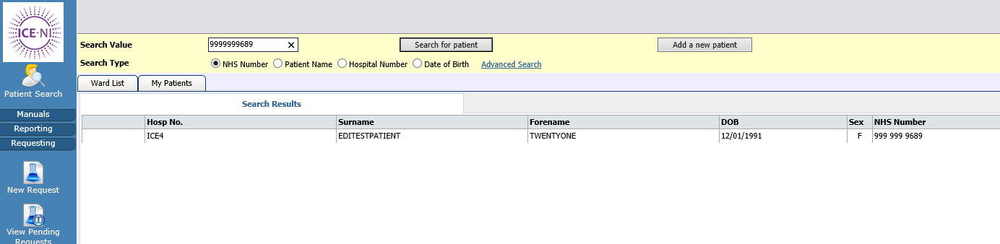 ICE-NI
Search Value 9999999689 Search for patient Add a new patient
Search Type NHS Number Patient Name Hospital Number Date of Birth Advanced Search
Patient Search
Ward List My Patients
Search Results
Manuals
Reporting
Requesting
Hosp No. Surname Forename DOB Sex NHS Number
ICE4 EDITESTPATIENT TWENTYONE 12/01/1991 F 999 999 9689
New Request
View Pending
Requests